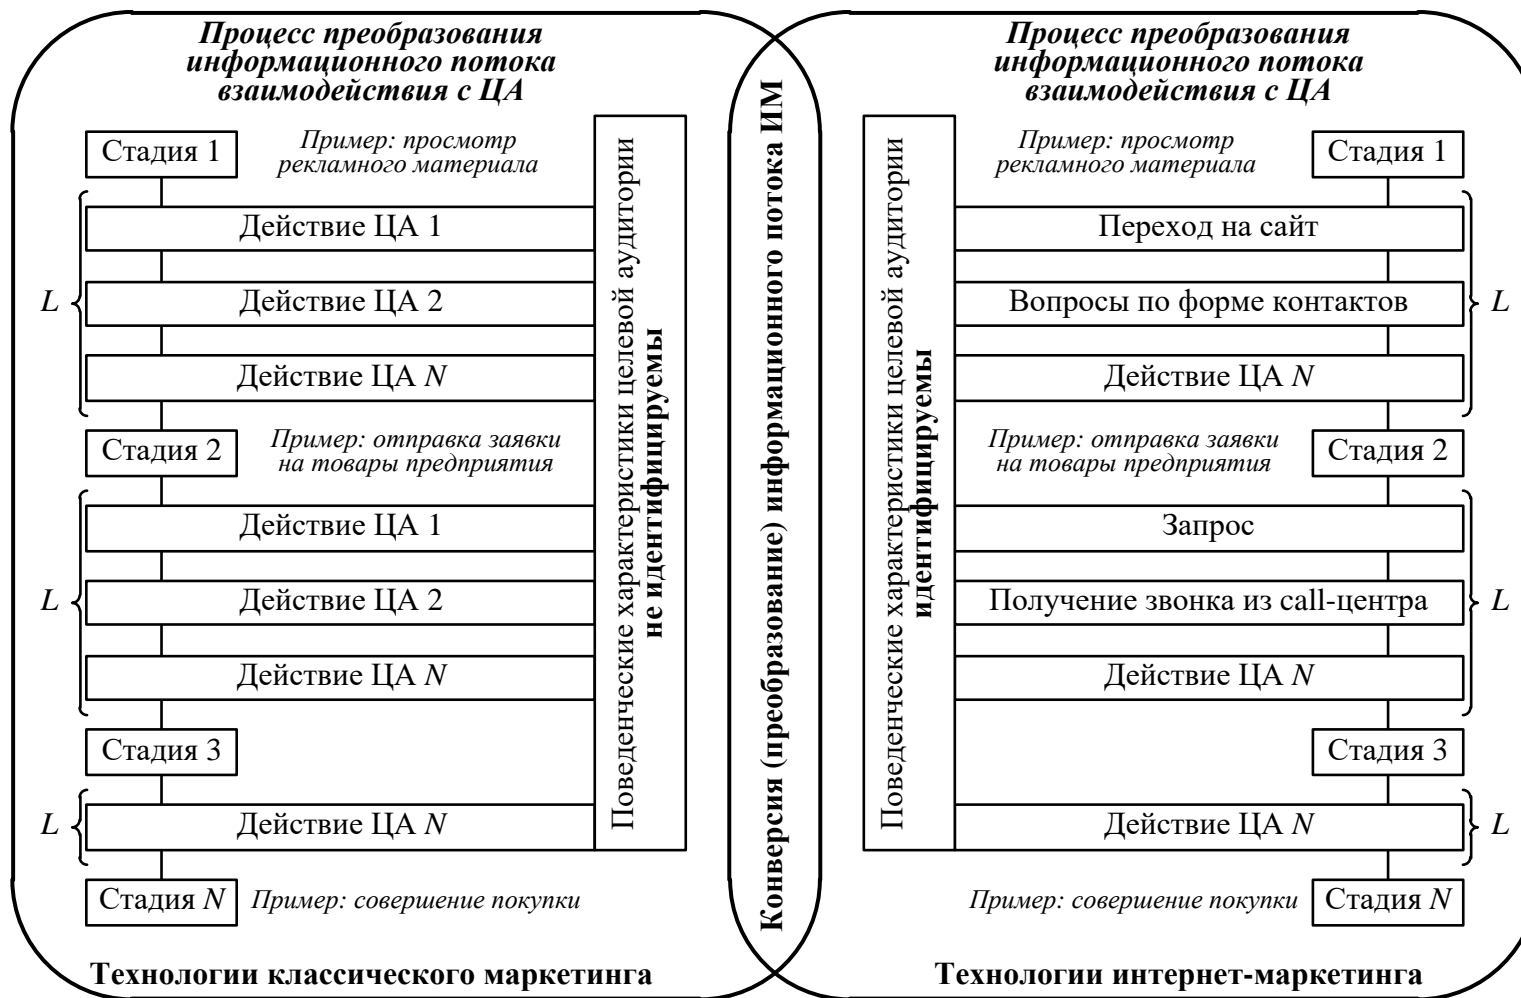 Процесс преобразования
информационного потока
взаимодействия с ЦА
Стадия 1
Пример: просмотр
рекламного материала
Действие ЦА 1
L
Действие ЦА 2
Действие ЦА N
Стадия 2
Пример: отправка заявки
на товары предприятия
Действие ЦА 1
L
Действие ЦА 2
Действие ЦА N
Стадия 3
L
Действие ЦА N
Стадия N
Пример: совершение покупки
Поведенческие характеристики целевой аудитории
не идентифицируемы
Технологии классического маркетинга
Конверсия (преобразование) информационного потока ИМ
Процесс преобразования
информационного потока
взаимодействия с ЦА
Поведенческие характеристики целевой аудитории
идентифицируемы
Пример: просмотр
рекламного материала
Стадия 1
Переход на сайт
Вопросы по форме контактов
L
Действие ЦА N
Пример: отправка заявки
на товары предприятия
Стадия 2
Запрос
Получение звонка из call-центра
L
Действие ЦА N
Стадия 3
Действие ЦА N
L
Пример: совершение покупки
Стадия N
Технологии интернет-маркетинга